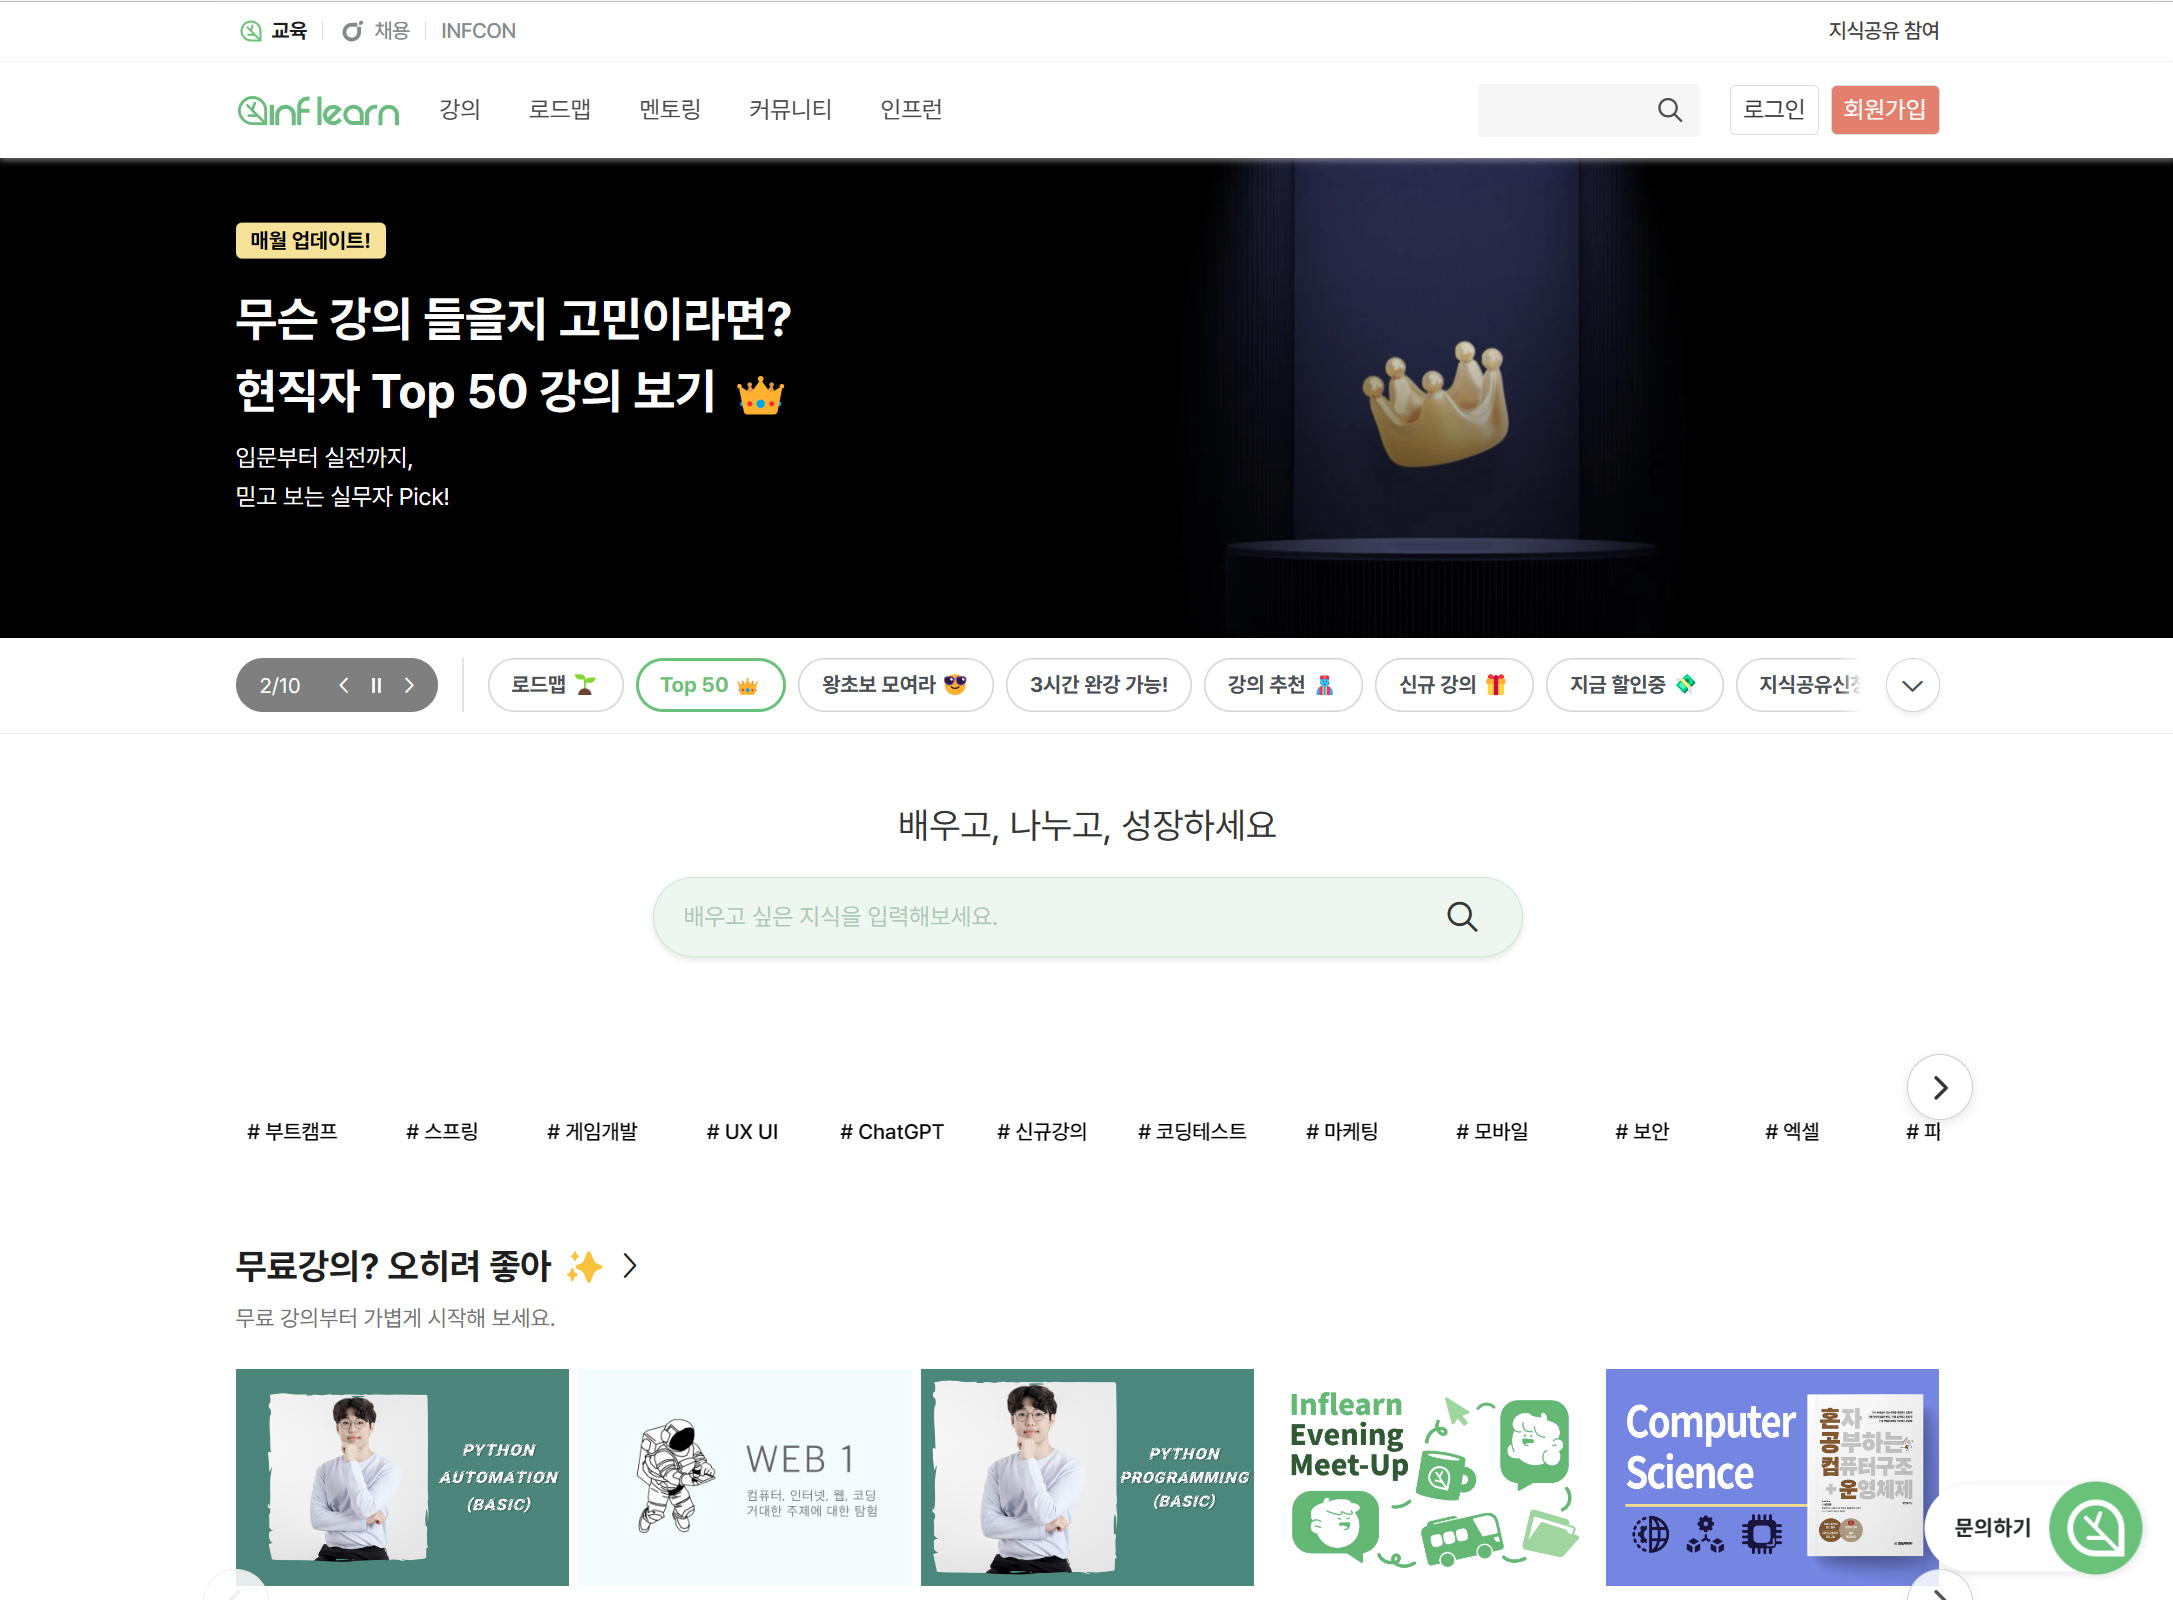 교육
채용
INFCON
지식공유 참여
inflearn
강의
로드맵
멘토링
커뮤니티
인프런
로그인
회원가입
매월 업데이트!
무슨 강의 들을지 고민이라면?
현직자 Top 50 강의 보기 👑
입문부터 실전까지,
믿고 보는 실무자 Pick!
2/10
로드맵 🌱
Top 50 👑
왕초보 모여라 😎
3시간 완강 가능!
강의 추천
신규 강의 🎁
지금 할인중 💸
지식공유신청
배우고, 나누고, 성장하세요
배우고 싶은 지식을 입력해보세요.
# 부트캠프
# 스프링
# 게임개발
# UX UI
# ChatGPT
# 신규강의
# 코딩테스트
# 마케팅
# 모바일
# 보안
# 엑셀
# 파
무료강의? 오히려 좋아 ✨
무료 강의부터 가볍게 시작해 보세요.
PYTHON
AUTOMATION
(BASIC)
WEB 1
컴퓨터, 인터넷, 웹, 코딩
거대한 주제에 대한 탐험
PYTHON
PROGRAMMING
(BASIC)
Inflearn
Evening
Meet-Up
Computer
Science
혼자
공부하는
컴퓨터구조
+운영체제
문의하기